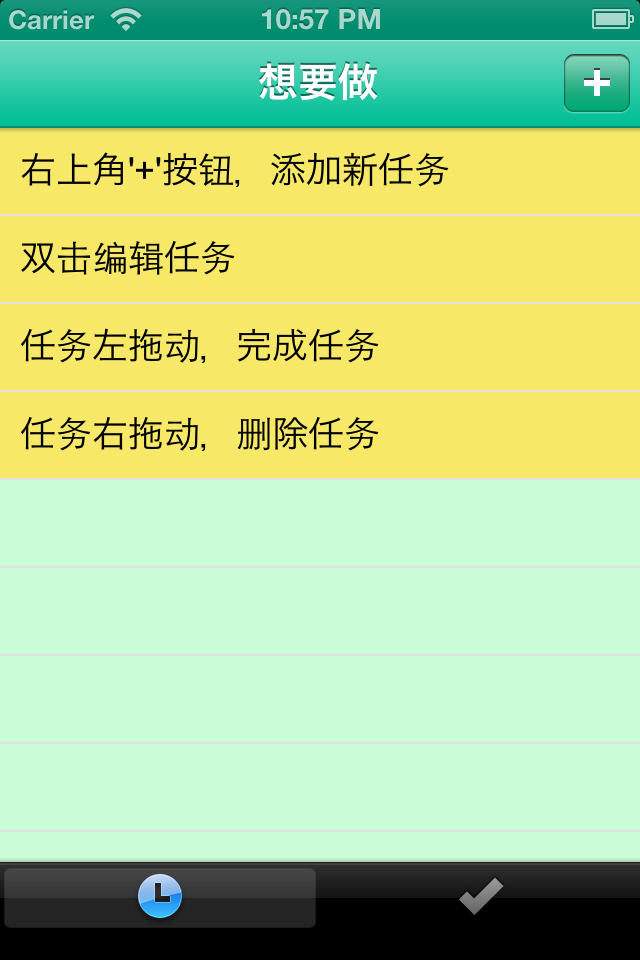 Carrier 10:57 PM
想要做
右上角'+'按钮，添加新任务
双击编辑任务
任务左拖动，完成任务
任务右拖动，删除任务